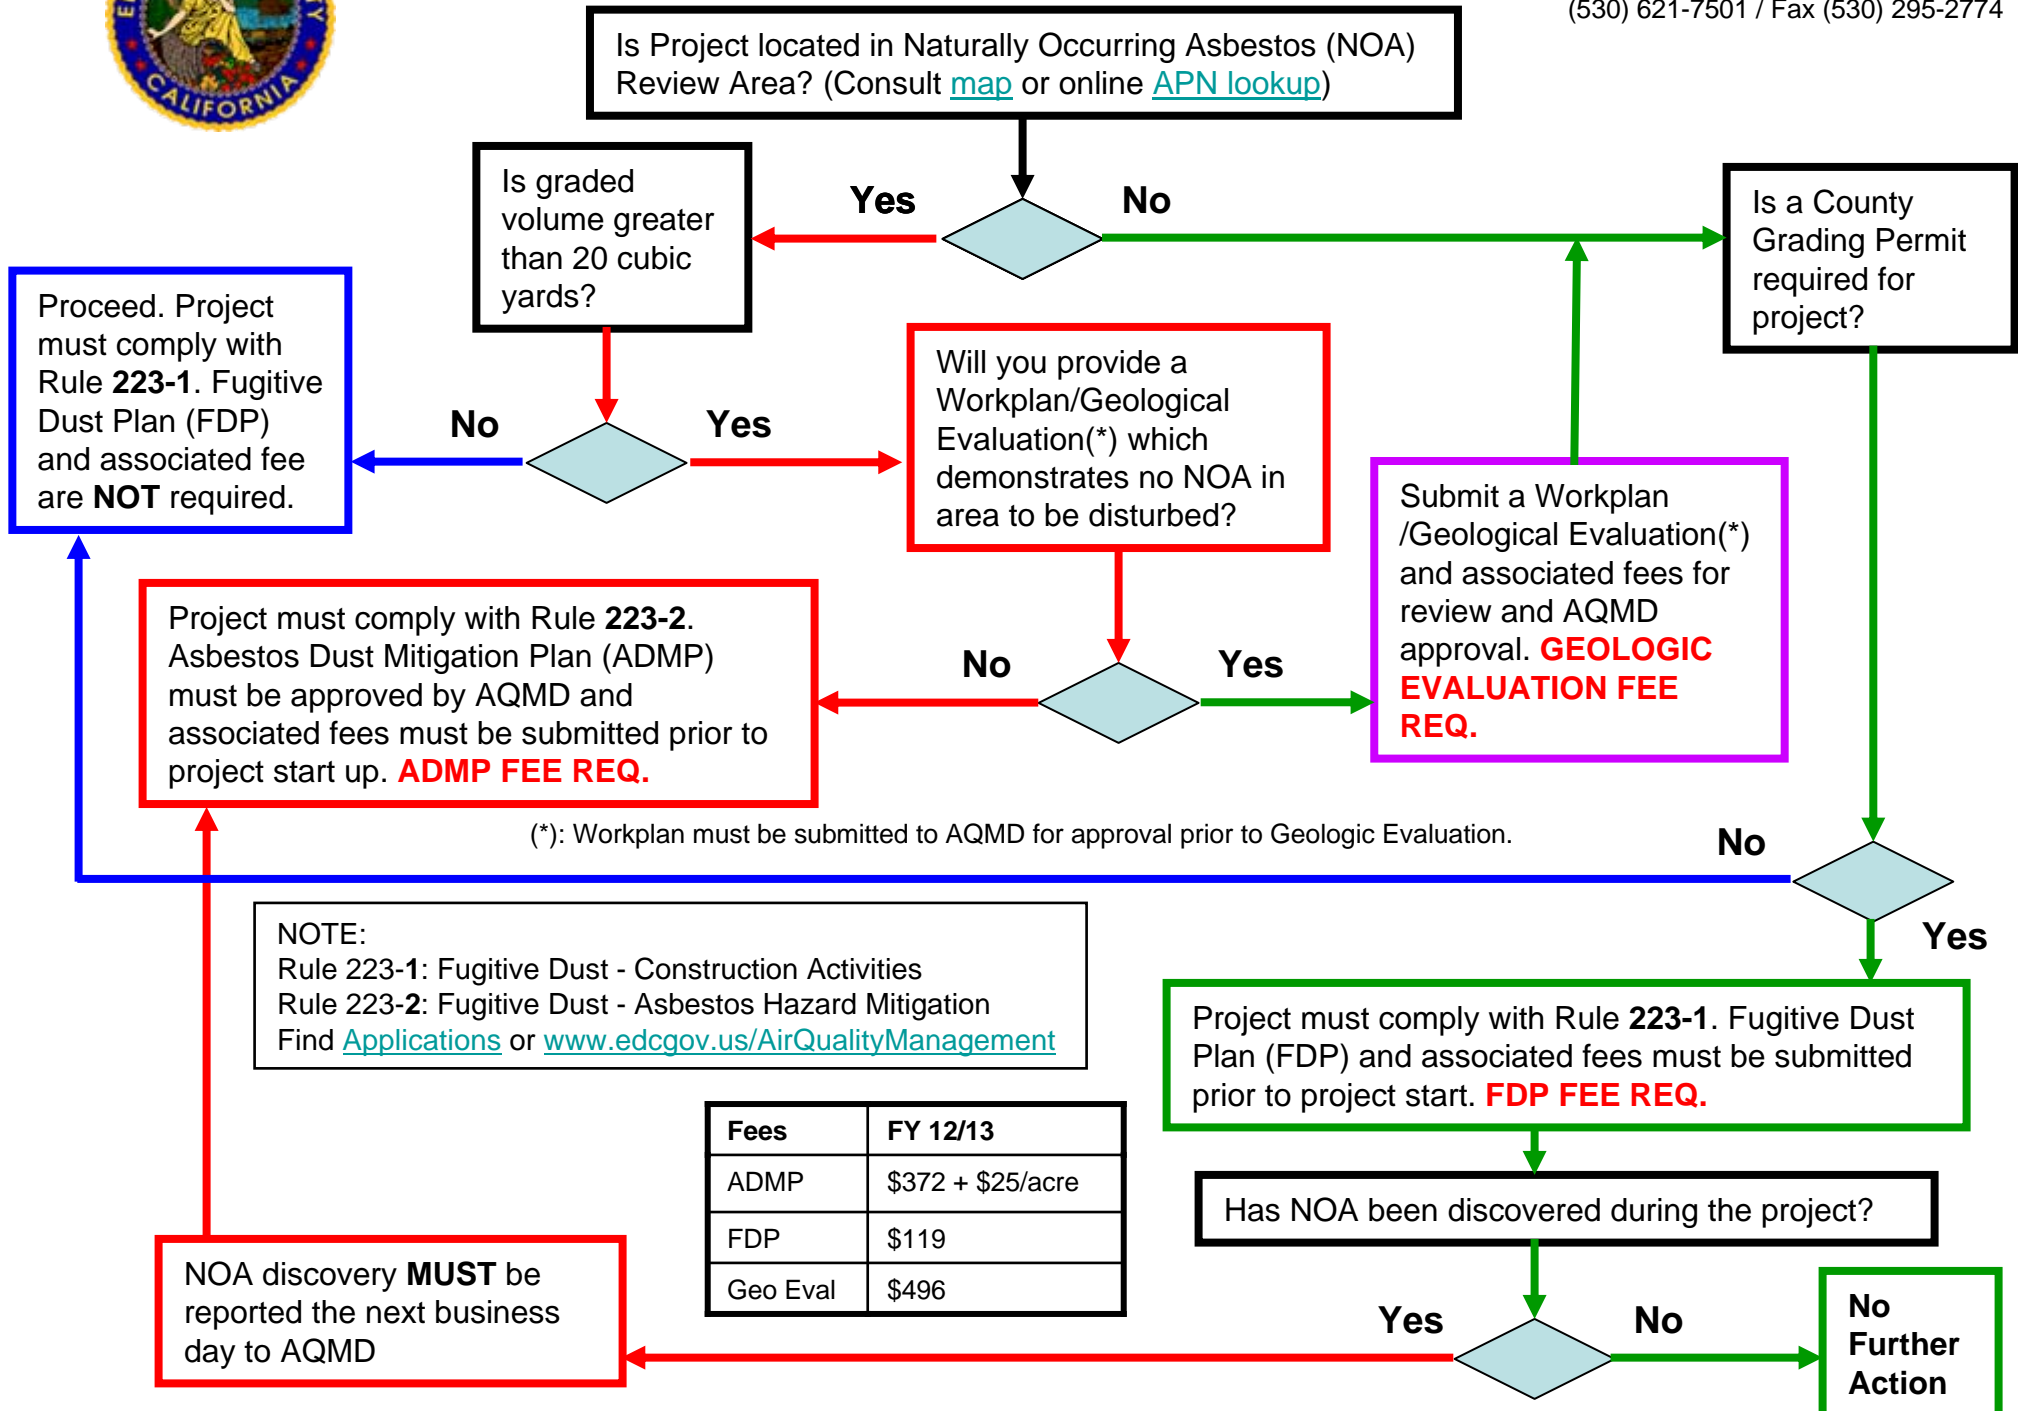 (530) 621-7501 / Fax (530) 295-2774
CALIFORNIA
Is Project located in Naturally Occurring Asbestos (NOA)
Review Area? (Consult map or online APN lookup)
Yes
No
Is graded
volume greater
than 20 cubic
yards?
Is a County
Grading Permit
required for
project?
Proceed. Project
must comply with
Rule 223-1. Fugitive
Dust Plan (FDP)
and associated fee
are NOT required.
No
Yes
Will you provide a
Workplan/Geological
Evaluation(*) which
demonstrates no NOA in
area to be disturbed?
Submit a Workplan
/Geological Evaluation(*)
and associated fees for
review and AQMD
approval. GEOLOGIC
EVALUATION FEE
REQ.
Project must comply with Rule 223-2.
Asbestos Dust Mitigation Plan (ADMP)
must be approved by AQMD and
associated fees must be submitted prior to
project start up. ADMP FEE REQ.
No
Yes
(*): Workplan must be submitted to AQMD for approval prior to Geologic Evaluation.
No
Yes
NOTE:
Rule 223-1: Fugitive Dust - Construction Activities
Rule 223-2: Fugitive Dust - Asbestos Hazard Mitigation
Find Applications or www.edcgov.us/AirQualityManagement
Project must comply with Rule 223-1. Fugitive Dust
Plan (FDP) and associated fees must be submitted
prior to project start. FDP FEE REQ.
Fees FY 12/13
ADMP $372 + $25/acre
FDP $119
Geo Eval $496
Has NOA been discovered during the project?
NOA discovery MUST be
reported the next business
day to AQMD
Yes
No
No
Further
Action